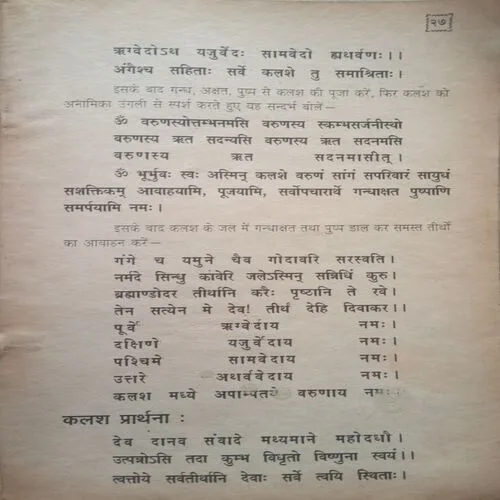 २७
ऋग्वेदोऽथ यजुर्वेदः सामवेदो ह्यथर्वणः।।
अंगैश्च सहिताः सर्वे कलशे तु समाश्रिताः।
इसके बाद गन्ध, अक्षत, पुष्प से कलश की पूजा करें, फिर कलश को
अनामिका उंगली से स्पर्श करते हुए यह सन्दर्भ बोले—
ॐ वरुणस्योत्तम्भनमसि वरुणस्य स्कम्भसर्जनीस्थो
वरुणस्य ऋत सदन्यसि वरुणस्य ऋत सदनमसि
वरुणस्य ऋत सदनमासीत्।
ॐ भूर्भुवः स्वः अस्मिन् कलशे वरुणं सांगं सपरिवारं सायुधं
सशक्तिकम् आवाहयामि, पूजयामि, सर्वोपचारार्थे गन्धाक्षत पुष्पाणि
समर्पयामि नमः।
इसके बाद कलश के जल में गन्धाक्षत तथा पुष्प डाल कर समस्त तीर्थों
का आवाहन करें—
गंगे च यमुने चैव गोदावरि सरस्वति।
नर्मदे सिन्धु कावेरि जलेऽस्मिन् सन्निधिं कुरु।
ब्रह्माण्डोदर तीर्थानि करैः पृष्टानि ते रवे।
तेन सत्येन मे देव! तीर्थं देहि दिवाकर।।
पूर्वे ऋग्वेदाय नमः।
दक्षिणे यजुर्वेदाय नमः।
पश्चिमे सामवेदाय नमः।
उत्तरे अथर्ववेदाय नमः।
कलश मध्ये अपाम्पतये वरुणाय नमः।
कलश प्रार्थना :
देव दानव संवादे मध्यमाने महोदधौ।
उत्पन्नोऽसि तदा कुम्भ विधृतो विष्णुना स्वयं।।
त्वत्तोये सर्वतीर्थानि देवाः सर्वे त्वयि स्थिताः।